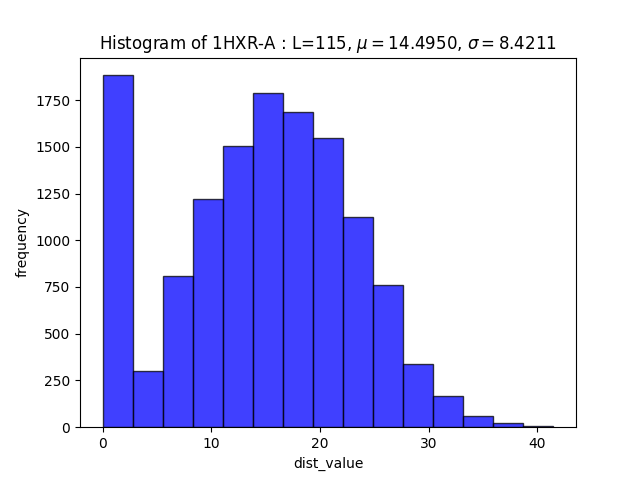 Histogram of 1HXR-A : L=115, μ = 14.4950, σ = 8.4211
1750
1500
1250
1000
750
500
250
0
frequency
0 10 20 30 40
dist_value